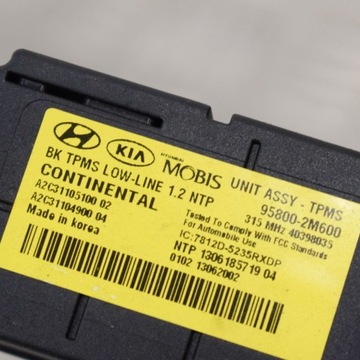 HYUNDAI
KIA MOBIS UNIT ASSY - TPMS
BK TPMS LOW-LINE 1.2 NTP 95800-2M600
CONTINENTAL 315 MHz 40398035
A2C31105100 02 Tested To Comply With FCC Standards
A2C31104900 04 For Automobile Use
Made in korea IC:7812D-5235RXDP
NTP 1306185719 04
0102 13062002